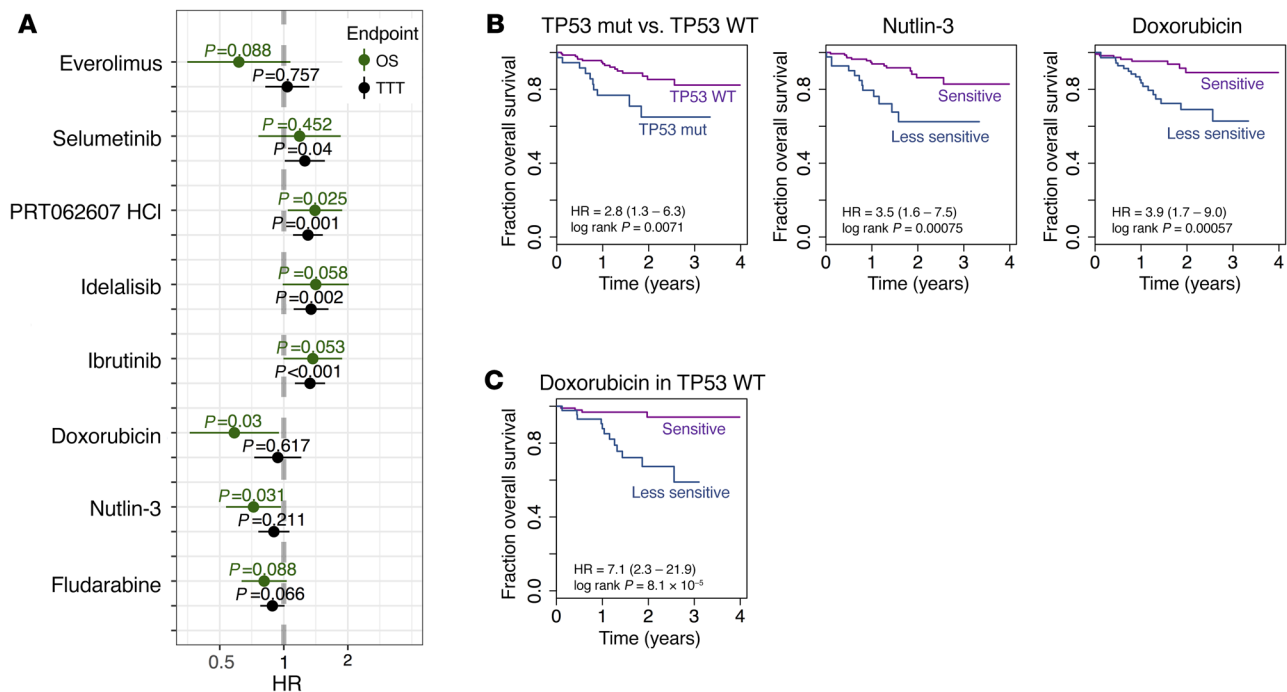 A
Endpoint
OS
TTT
Everolimus
P=0.088
P=0.757
Selumetinib
P=0.452
P=0.04
PRT062607 HCl
P=0.025
P=0.001
Idelalisib
P=0.058
P=0.002
Ibrutinib
P=0.053
P<0.001
Doxorubicin
P=0.03
P=0.617
Nutlin-3
P=0.031
P=0.211
Fludarabine
P=0.088
P=0.066
0.5 1 2
HR
B
TP53 mut vs. TP53 WT
Fraction overall survival
0.8
0.4
0.0
TP53 WT
TP53 mut
HR = 2.8 (1.3 – 6.3)
log rank P = 0.0071
0 1 2 3 4
Time (years)
Nutlin-3
Fraction overall survival
0.8
0.4
0.0
Sensitive
Less sensitive
HR = 3.5 (1.6 – 7.5)
log rank P = 0.00075
0 1 2 3 4
Time (years)
Doxorubicin
Fraction overall survival
0.8
0.4
0.0
Sensitive
Less sensitive
HR = 3.9 (1.7 – 9.0)
log rank P = 0.00057
0 1 2 3 4
Time (years)
C
Doxorubicin in TP53 WT
Fraction overall survival
0.8
0.4
0.0
Sensitive
Less sensitive
HR = 7.1 (2.3 – 21.9)
log rank P = 8.1 × 10⁻⁵
0 1 2 3 4
Time (years)